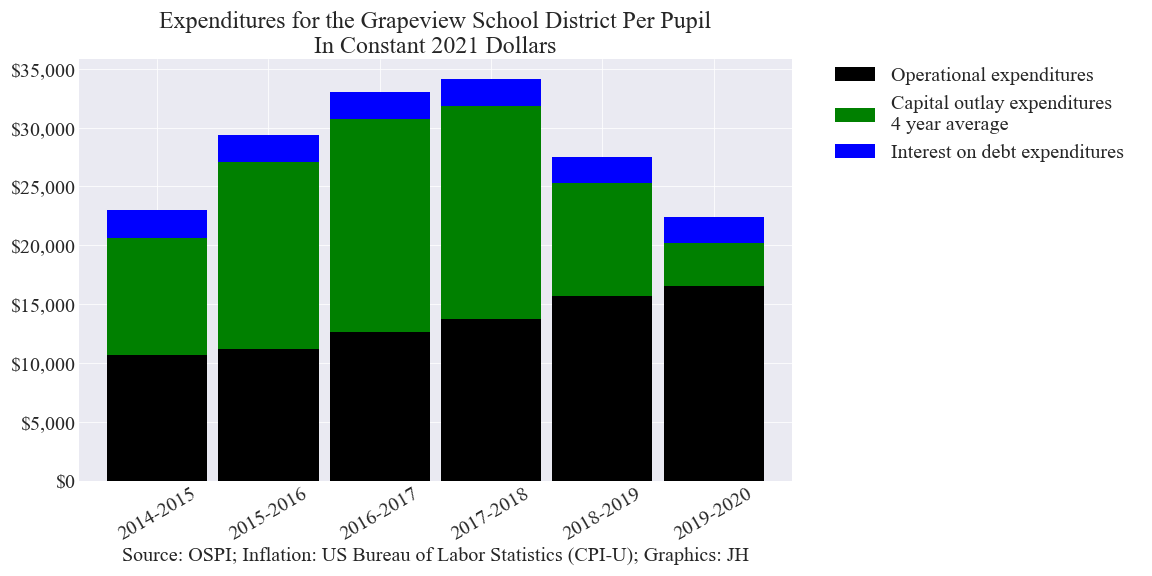 Expenditures for the Grapeview School District Per Pupil
In Constant 2021 Dollars
$35,000
$30,000
$25,000
$20,000
$15,000
$10,000
$5,000
$0
2014-2015
2015-2016
2016-2017
2017-2018
2018-2019
2019-2020
Source: OSPI; Inflation: US Bureau of Labor Statistics (CPI-U); Graphics: JH
Operational expenditures
Capital outlay expenditures
4 year average
Interest on debt expenditures